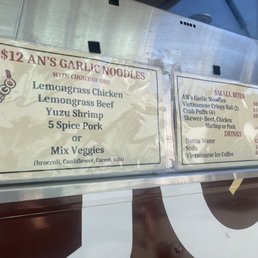 $12 AN'S GARLIC NOODLES
WITH CHOICE OF ONE
Lemongrass Chicken
Lemongrass Beef
Yuzu Shrimp
5 Spice Pork
or
Mix Veggies
(broccoli, Cauliflower, Carrot, tofu)
SMALL BITES
AN's Garlic Noodles
Vietnamese Crispy Roll (2)
Crab Puffs (4)
Skewer- Beef, Chicken
Shrimp or Pork
DRINKS
Bottle Water
Soda
Vietnamese Ice Coffee